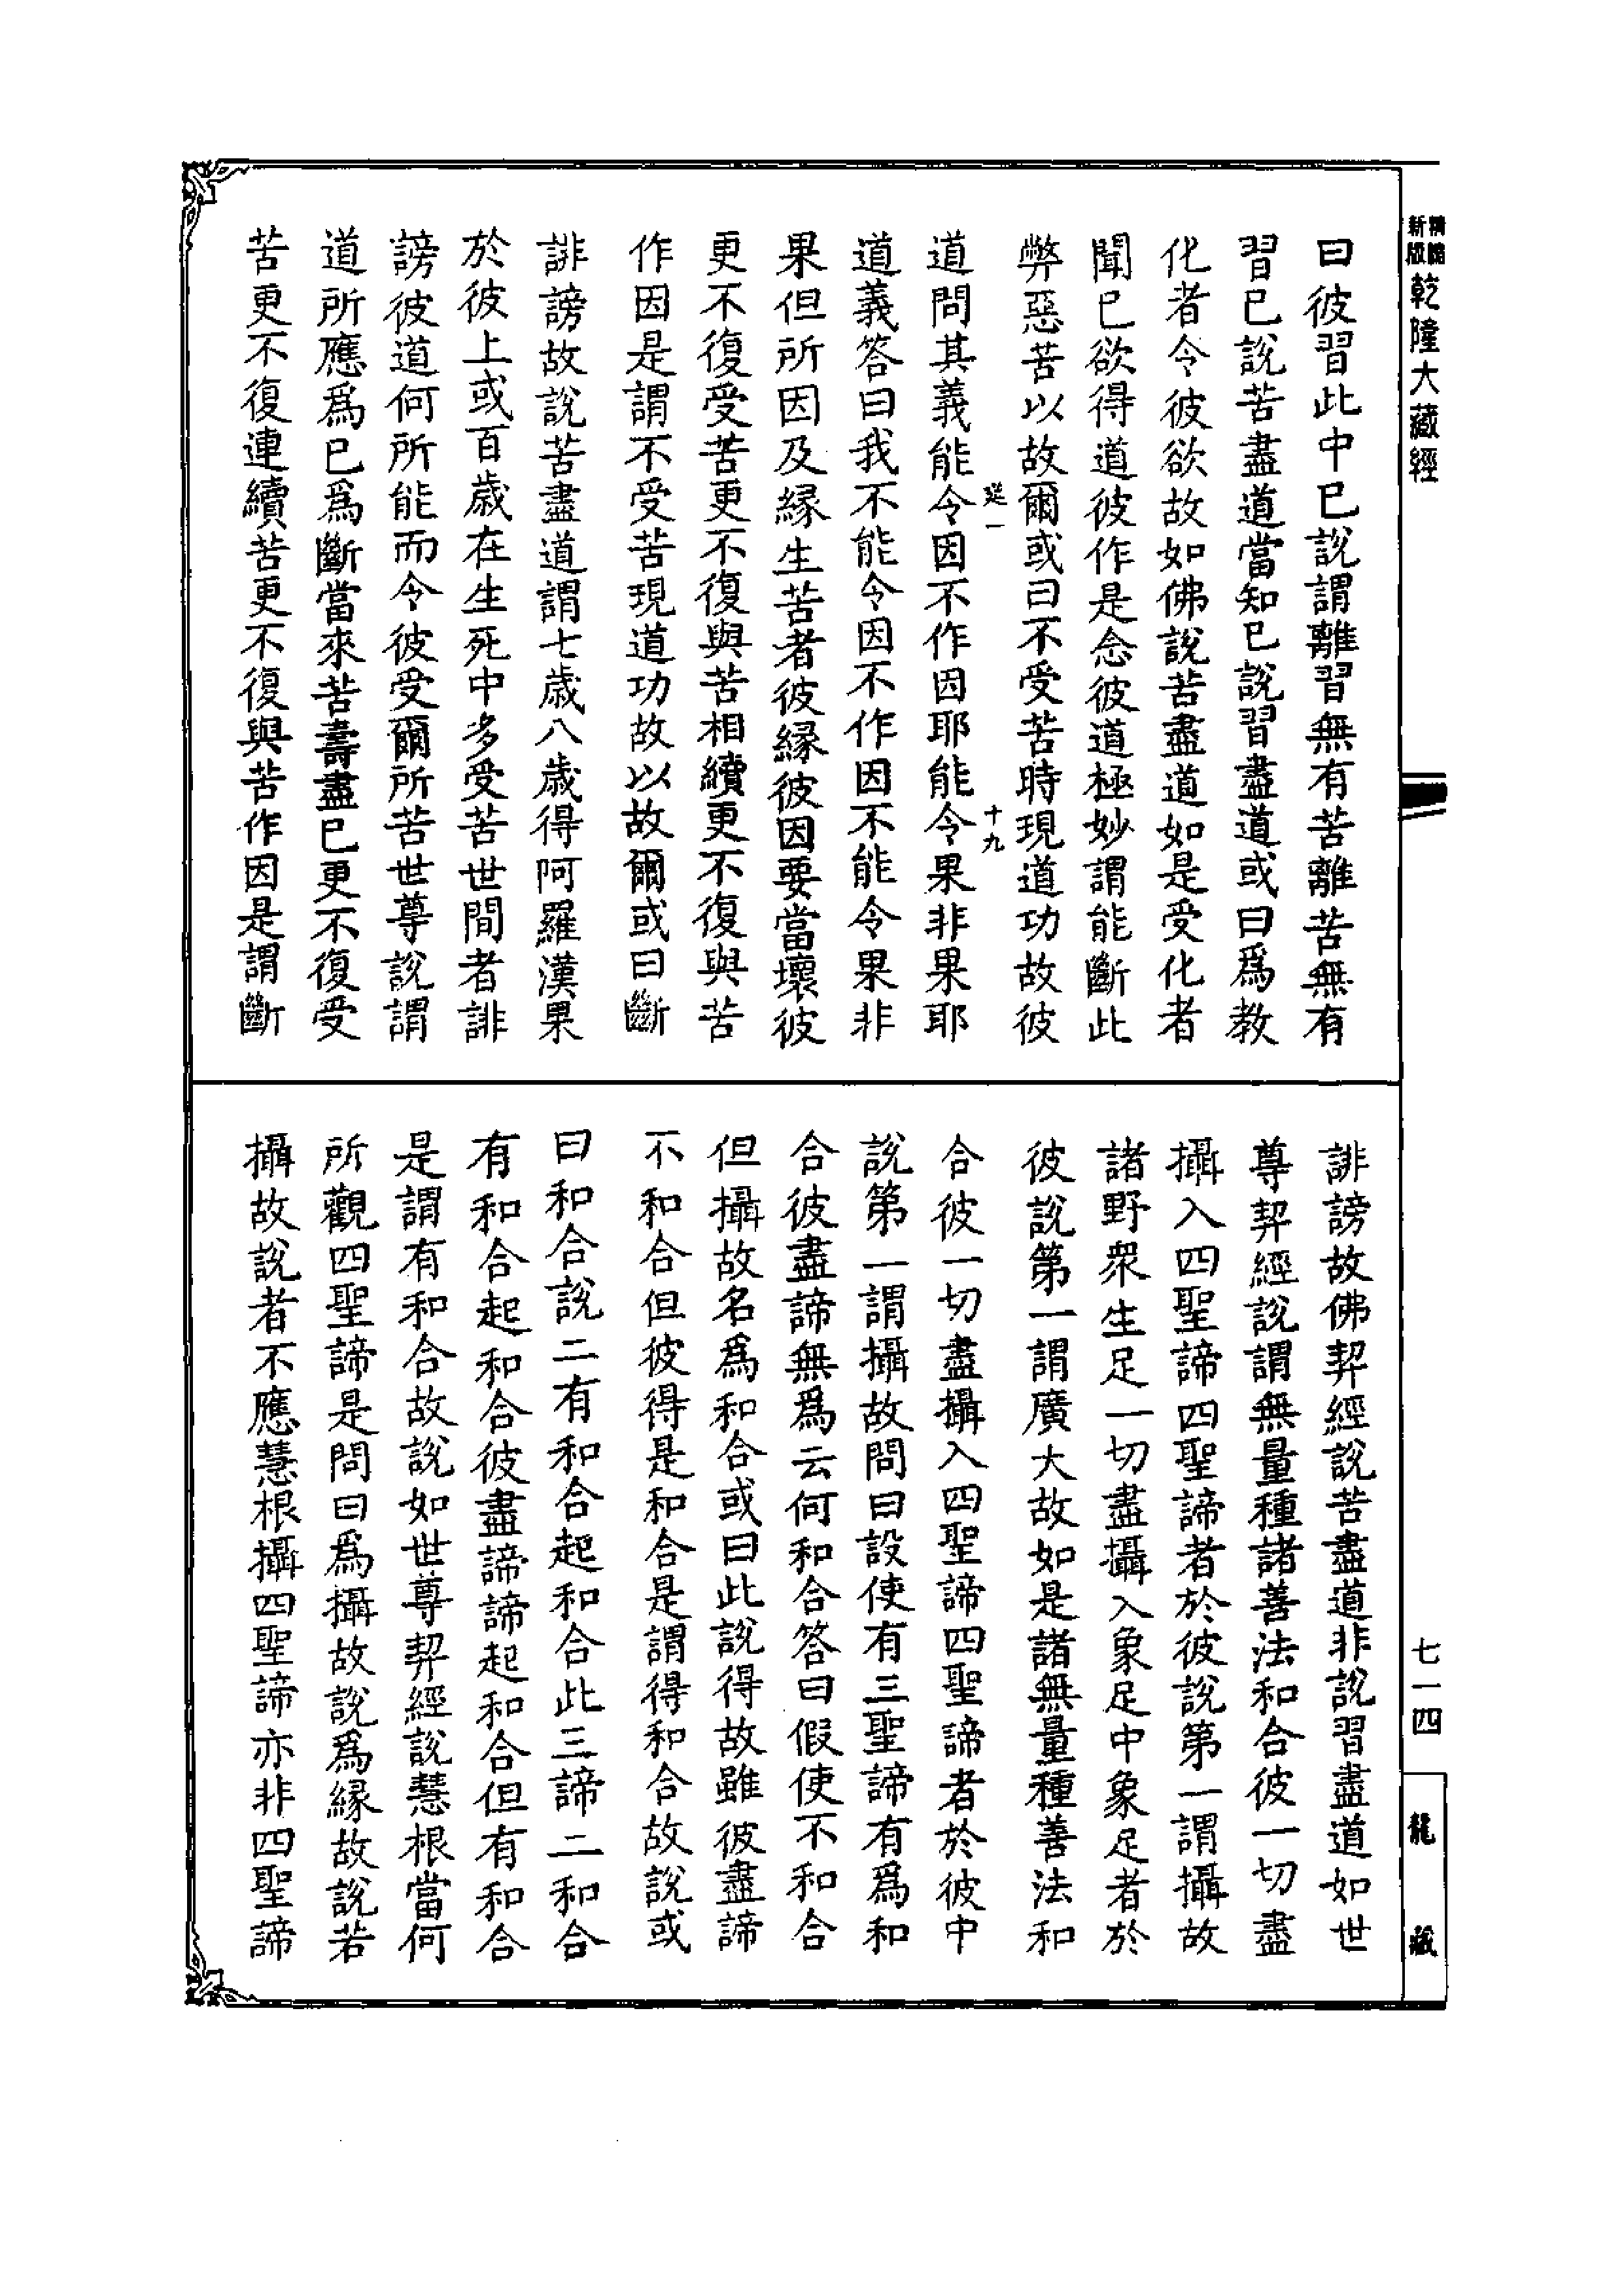 精縮
新版
乾隆大藏經
曰彼習此中已說謂離習無有苦離苦無有
習已說苦盡道當知已說習盡道或曰爲教
化者令彼欲故如佛說苦盡道如是受化者
聞已欲得道彼作是念彼道極妙謂能斷此
弊惡苦以故爾或曰不受苦時現道功故彼
道問其義能令因不作因耶能令果非果耶
十九
道義答曰我不能令因不作因不能令果非
果但所因及緣生苦者彼緣彼因要當壞彼
更不復受苦更不復與苦相續更不復與苦
作因是謂不受苦現道功故以故爾或曰斷
誹謗故說苦盡道謂七歲八歲得阿羅漢果
於彼上或百歲在生死中多受苦世間者誹
謗彼道何所能而令彼受爾所苦世尊說謂
道所應爲已爲斷當來苦壽盡已更不復受
苦更不復連續苦更不復與苦作因是謂斷
誹謗故佛契經說苦盡道非說習盡道如世
尊契經說謂無量種諸善法和合彼一切盡
攝入四聖諦四聖諦者於彼說第一謂攝故
諸野衆生足一切盡攝入象足中象足者於
彼說第一謂廣大故如是諸無量種善法和
合彼一切盡攝入四聖諦四聖諦者於彼中
說第一謂攝故問曰設使有三聖諦有爲和
合彼盡諦無爲云何和合答曰假使不和合
但攝故名爲和合或曰此說得故雖彼盡諦
不和合但彼得是和合是謂得和合故說或
曰和合說二有和合起和合此三諦二和合
有和合起和合彼盡諦諦起和合但有和合
是謂有和合故說如世尊契經說慧根當何
所觀四聖諦是問曰爲攝故說爲緣故說若
攝故說者不應慧根攝四聖諦亦非四聖諦
七一四
龍藏